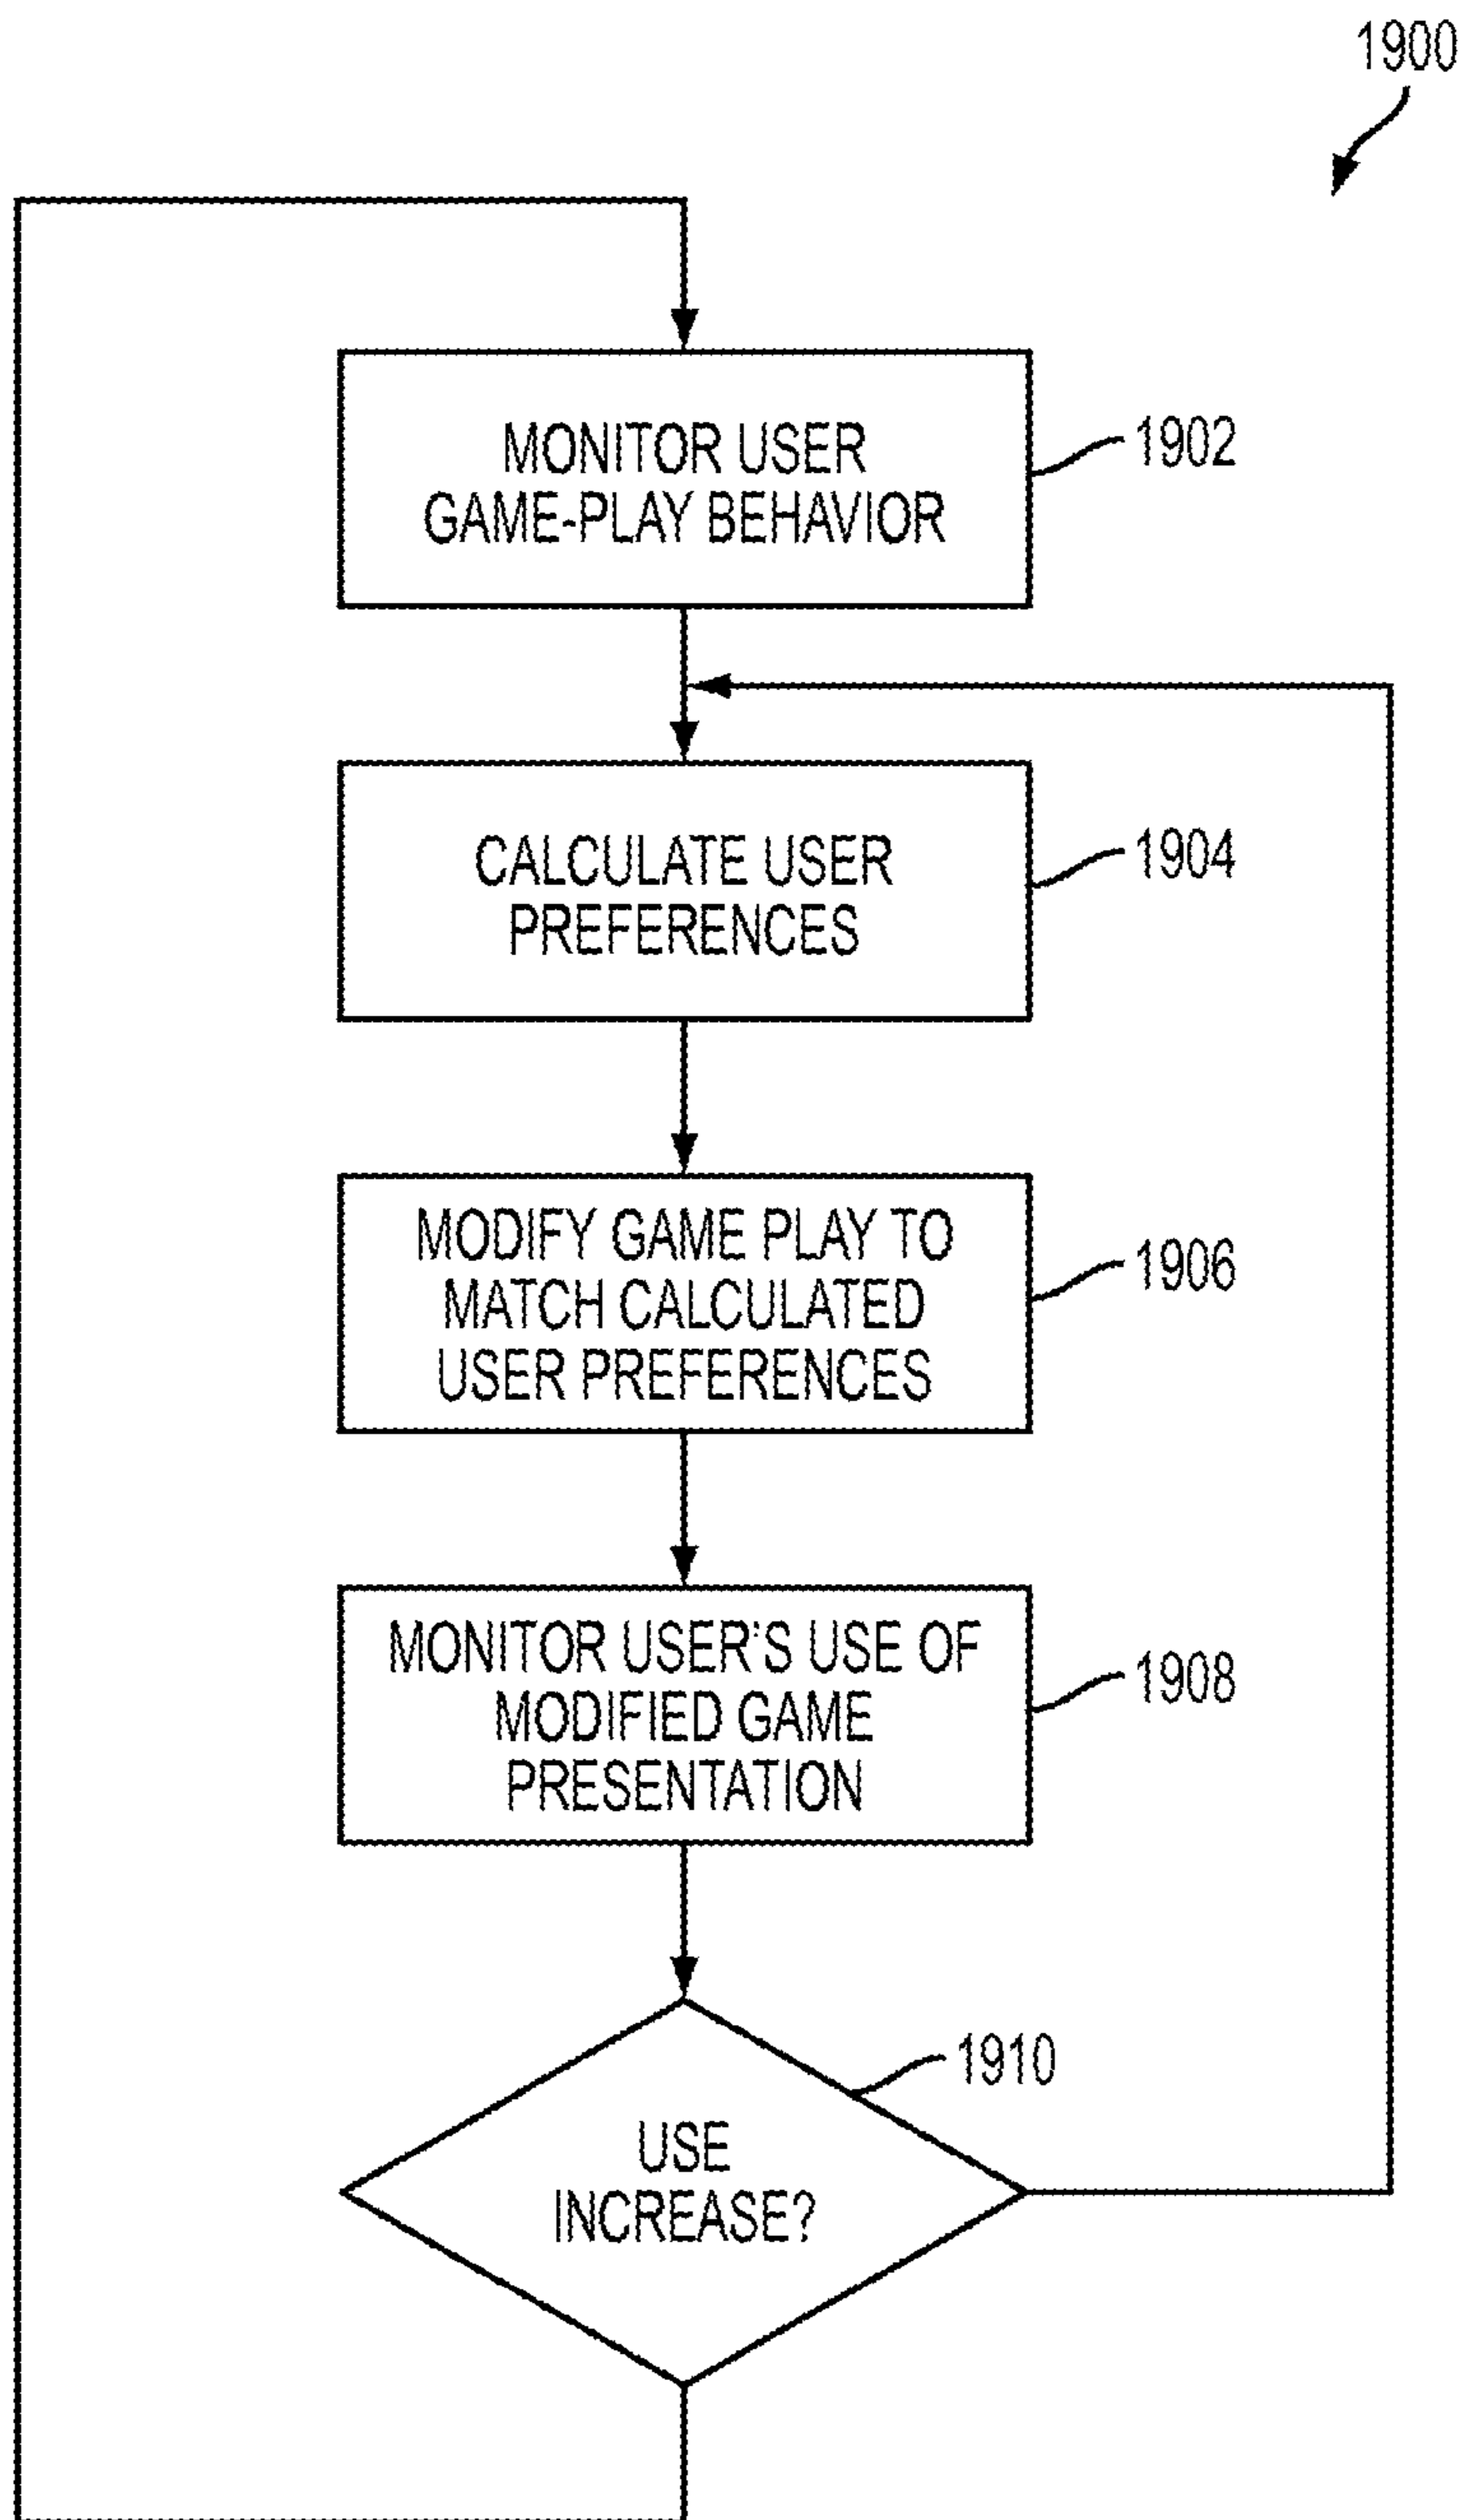 1900
MONITOR USER
GAME-PLAY BEHAVIOR
1902
CALCULATE USER
PREFERENCES
1904
MODIFY GAME PLAY TO
MATCH CALCULATED
USER PREFERENCES
1906
MONITOR USER'S USE OF
MODIFIED GAME
PRESENTATION
1908
1910
USE
INCREASE?